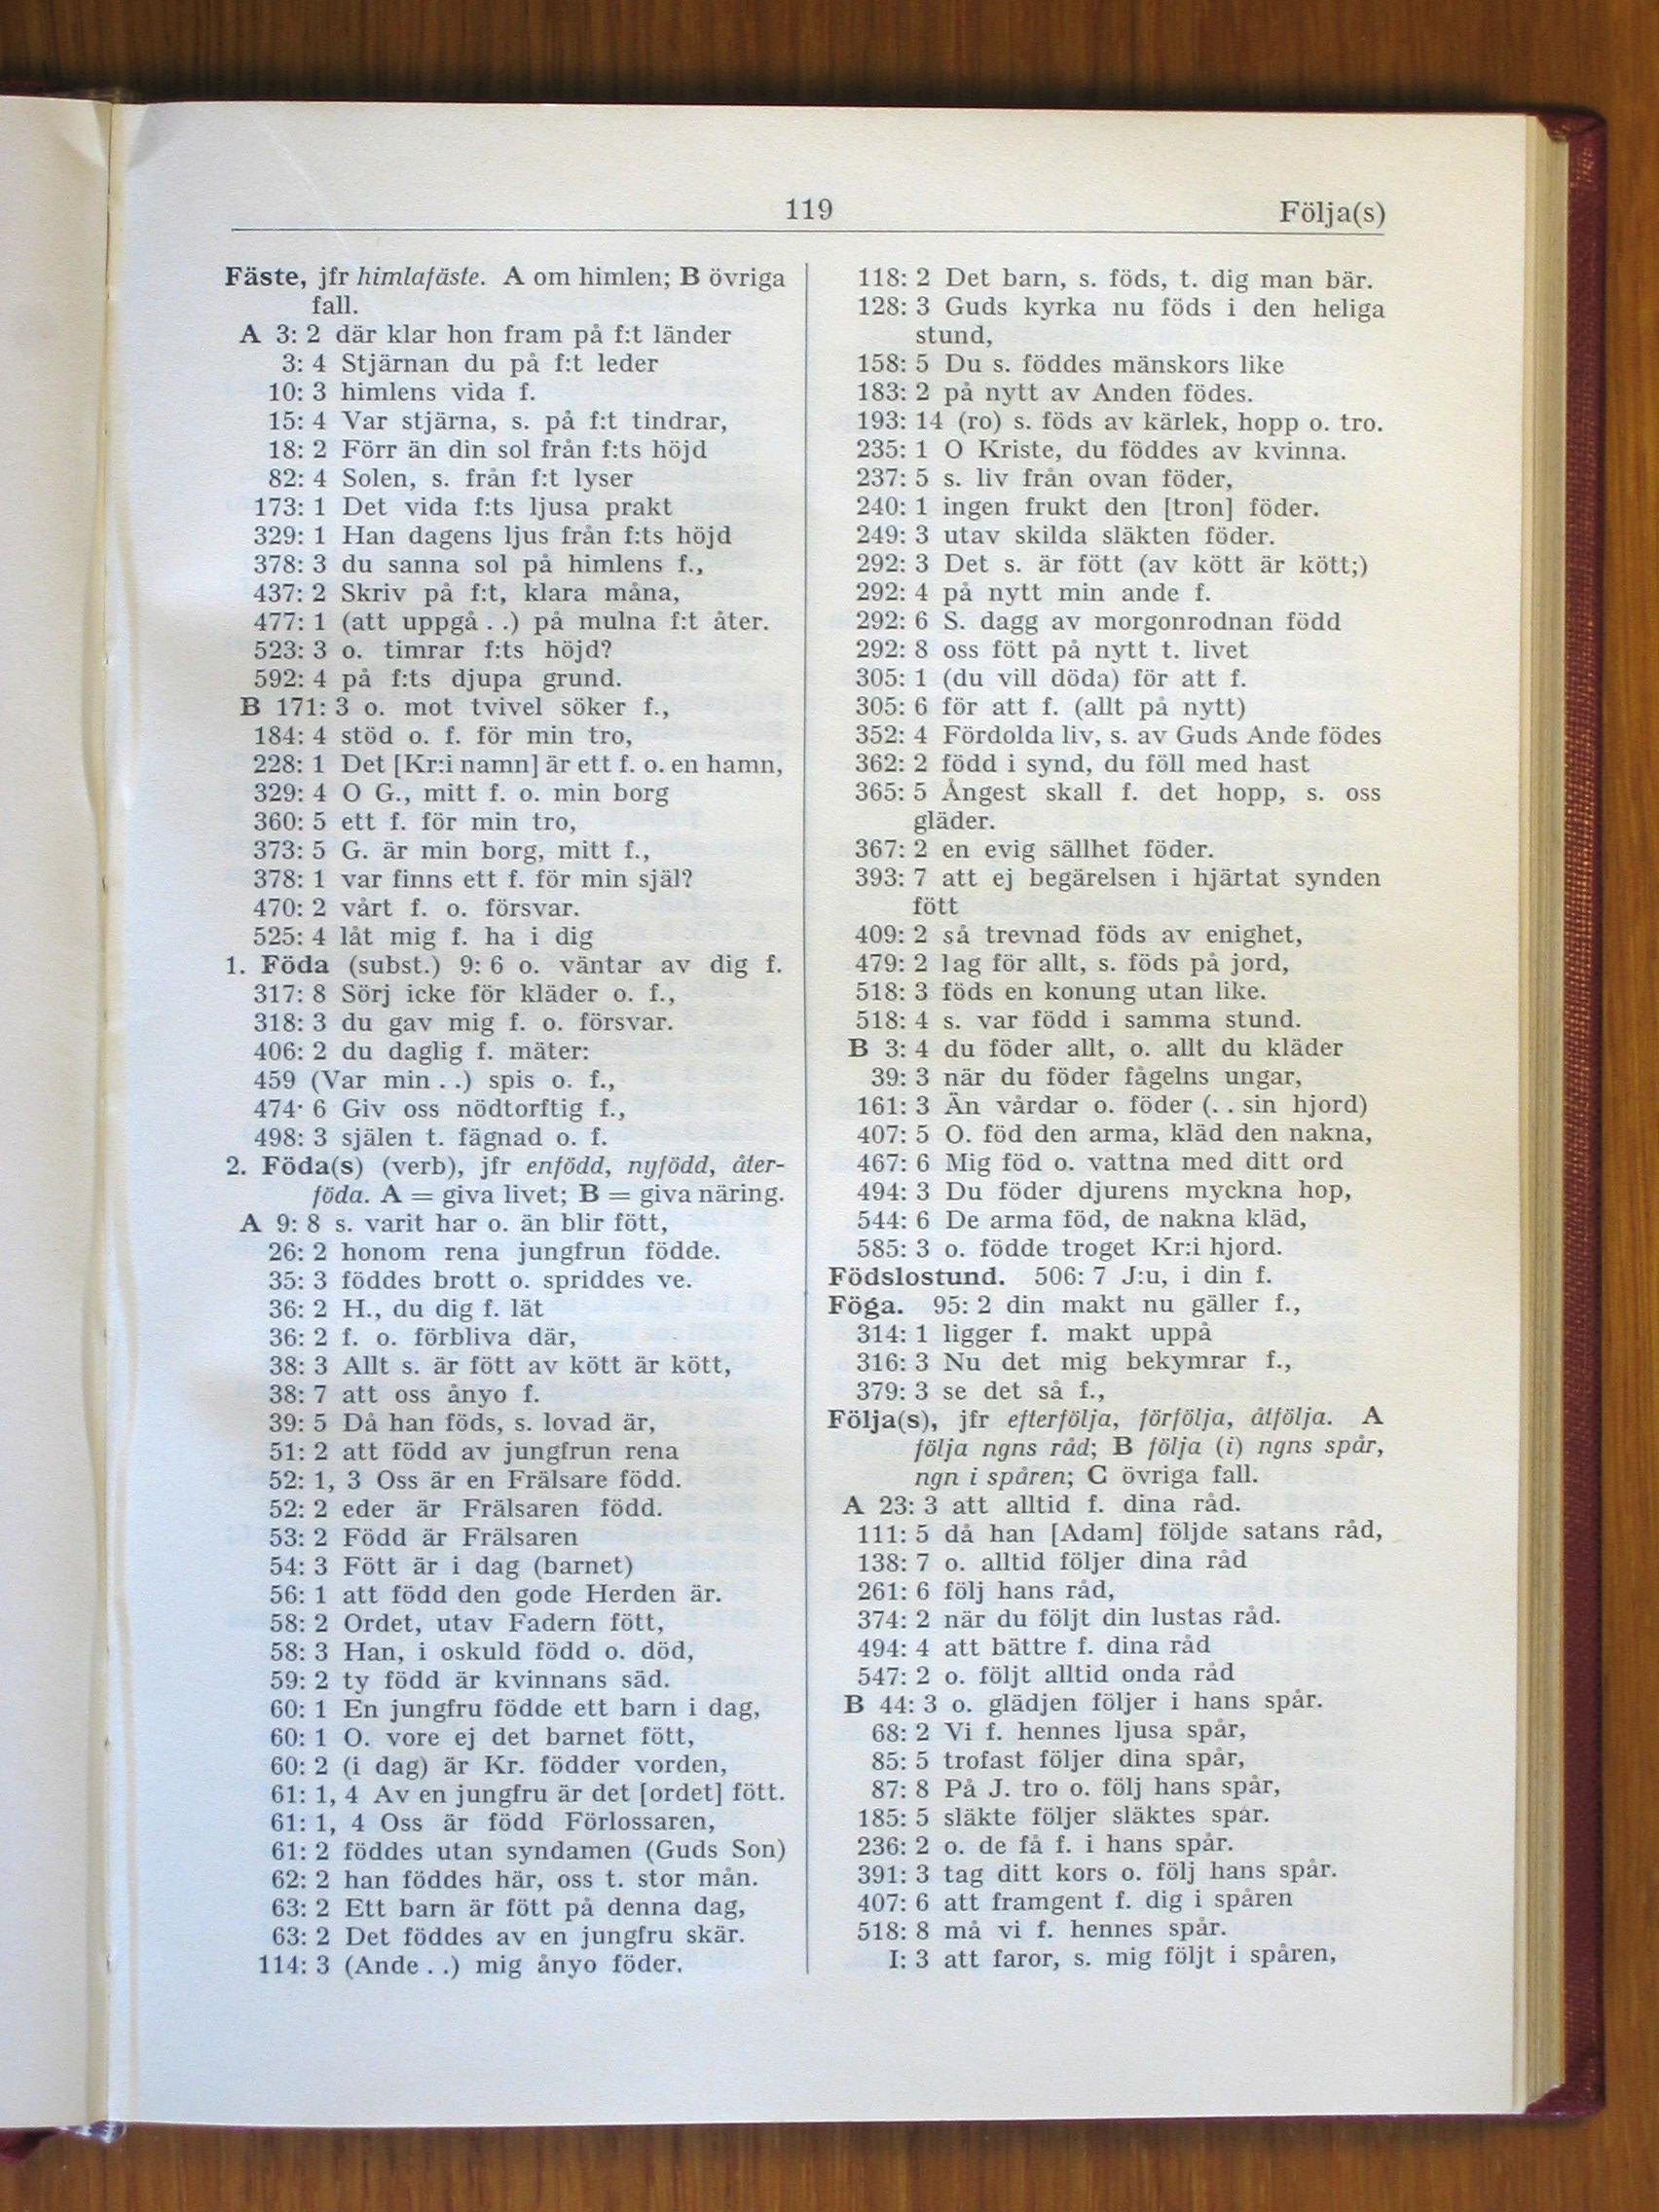 119
Följa(s)
Fäste, jfr himlafäste. A om himlen; B övriga
fall.
A 3: 2 där klar hon fram på f:t länder
3: 4 Stjärnan du på f:t leder
10: 3 himlens vida f.
15: 4 Var stjärna, s. på f:t tindrar,
18: 2 Förr än din sol från f:ts höjd
82: 4 Solen, s. från f:t lyser
173: 1 Det vida f:ts ljusa prakt
329: 1 Han dagens ljus från f:ts höjd
378: 3 du sanna sol på himlens f.,
437: 2 Skriv på f:t, klara måna,
477: 1 (att uppgå . .) på mulna f:t åter.
523: 3 o. timrar f:ts höjd?
592: 4 på f:ts djupa grund.
B 171: 3 o. mot tvivel söker f.,
184: 4 stöd o. f. för min tro,
228: 1 Det [Kr:i namn] är ett f. o. en hamn,
329: 4 O G., mitt f. o. min borg
360: 5 ett f. för min tro,
373: 5 G. är min borg, mitt f.,
378: 1 var finns ett f. för min själ?
470: 2 vårt f. o. försvar.
525: 4 låt mig f. ha i dig
1. Föda (subst.) 9: 6 o. väntar av dig f.
317: 8 Sörj icke för kläder o. f.,
318: 3 du gav mig f. o. försvar.
406: 2 du daglig f. mäter:
459 (Var min . .) spis o. f.,
474· 6 Giv oss nödtorftig f.,
498: 3 själen t. fägnad o. f.
2. Föda(s) (verb), jfr enfödd, nyfödd, åter-
föda. A = giva livet; B = giva näring.
A 9: 8 s. varit har o. än blir fött,
26: 2 honom rena jungfrun födde.
35: 3 föddes brott o. spriddes ve.
36: 2 H., du dig f. lät
36: 2 f. o. förbliva där,
38: 3 Allt s. är fött av kött är kött,
38: 7 att oss ånyo f.
39: 5 Då han föds, s. lovad är,
51: 2 att född av jungfrun rena
52: 1, 3 Oss är en Frälsare född.
52: 2 eder är Frälsaren född.
53: 2 Född är Frälsaren
54: 3 Fött är i dag (barnet)
56: 1 att född den gode Herden är.
58: 2 Ordet, utav Fadern fött,
58: 3 Han, i oskuld född o. död,
59: 2 ty född är kvinnans säd.
60: 1 En jungfru födde ett barn i dag,
60: 1 O. vore ej det barnet fött,
60: 2 (i dag) är Kr. födder vorden,
61: 1, 4 Av en jungfru är det [ordet] fött.
61: 1, 4 Oss är född Förlossaren,
61: 2 föddes utan syndamen (Guds Son)
62: 2 han föddes här, oss t. stor mån.
63: 2 Ett barn är fött på denna dag,
63: 2 Det föddes av en jungfru skär.
114: 3 (Ande . .) mig ånyo föder.
118: 2 Det barn, s. föds, t. dig man bär.
128: 3 Guds kyrka nu föds i den heliga
stund,
158: 5 Du s. föddes mänskors like
183: 2 på nytt av Anden födes.
193: 14 (ro) s. föds av kärlek, hopp o. tro.
235: 1 O Kriste, du föddes av kvinna.
237: 5 s. liv från ovan föder,
240: 1 ingen frukt den [tron] föder.
249: 3 utav skilda släkten föder.
292: 3 Det s. är fött (av kött är kött;)
292: 4 på nytt min ande f.
292: 6 S. dagg av morgonrodnan född
292: 8 oss fött på nytt t. livet
305: 1 (du vill döda) för att f.
305: 6 för att f. (allt på nytt)
352: 4 Fördolda liv, s. av Guds Ande födes
362: 2 född i synd, du föll med hast
365: 5 Ångest skall f. det hopp, s. oss
gläder.
367: 2 en evig sällhet föder.
393: 7 att ej begärelsen i hjärtat synden
fött
409: 2 så trevnad föds av enighet,
479: 2 lag för allt, s. föds på jord,
518: 3 föds en konung utan like.
518: 4 s. var född i samma stund.
B 3: 4 du föder allt, o. allt du kläder
39: 3 när du föder fågelns ungar,
161: 3 Än vårdar o. föder (. . sin hjord)
407: 5 O. föd den arma, kläd den nakna,
467: 6 Mig föd o. vattna med ditt ord
494: 3 Du föder djurens myckna hop,
544: 6 De arma föd, de nakna kläd,
585: 3 o. födde troget Kr:i hjord.
Födslostund. 506: 7 J:u, i din f.
Föga. 95: 2 din makt nu gäller f.,
314: 1 ligger f. makt uppå
316: 3 Nu det mig bekymrar f.,
379: 3 se det så f.,
Följa(s), jfr efterfölja, förfölja, åtfölja. A
följa ngns råd; B följa (i) ngns spår,
ngn i spåren; C övriga fall.
A 23: 3 att alltid f. dina råd.
111: 5 då han [Adam] följde satans råd,
138: 7 o. alltid följer dina råd
261: 6 följ hans råd,
374: 2 när du följt din lustas råd.
494: 4 att bättre f. dina råd
547: 2 o. följt alltid onda råd
B 44: 3 o. glädjen följer i hans spår.
68: 2 Vi f. hennes ljusa spår,
85: 5 trofast följer dina spår,
87: 8 På J. tro o. följ hans spår,
185: 5 släkte följer släktes spår.
236: 2 o. de få f. i hans spår.
391: 3 tag ditt kors o. följ hans spår.
407: 6 att framgent f. dig i spåren
518: 8 må vi f. hennes spår.
I: 3 att faror, s. mig följt i spåren,